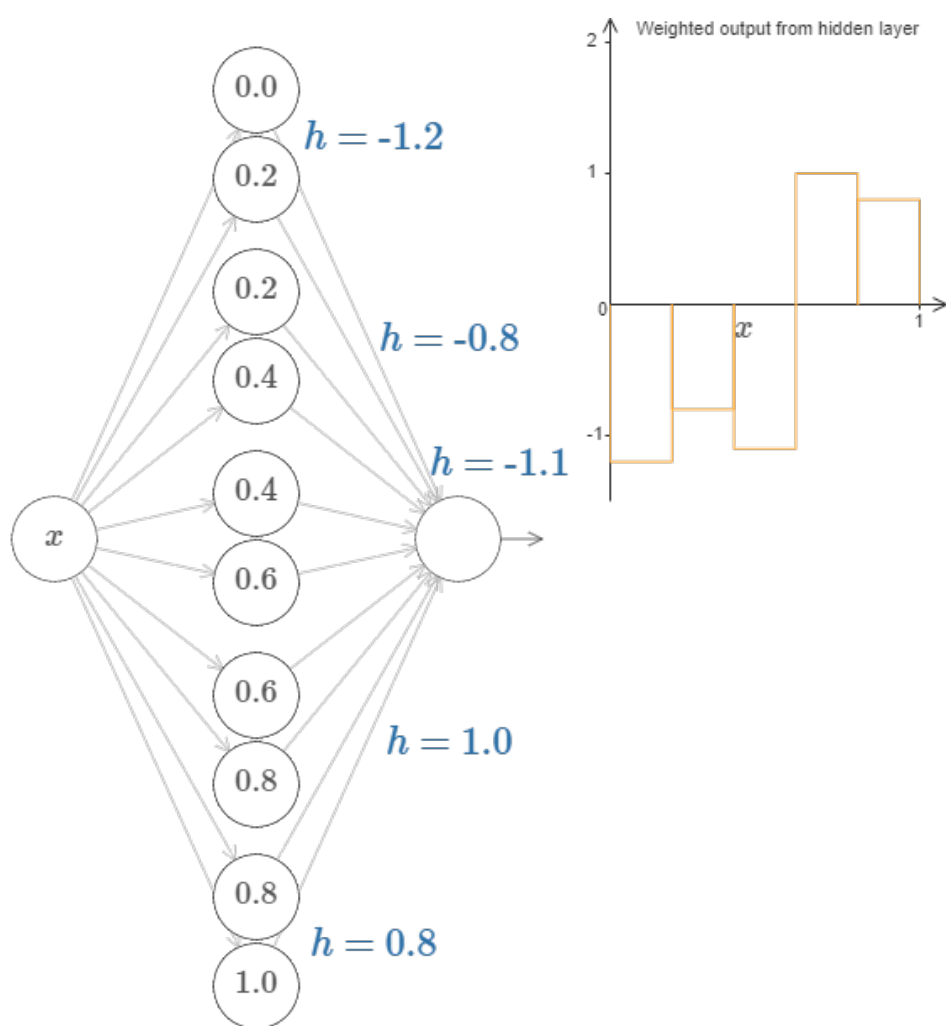 0.0
h = -1.2
0.2
0.2
h = -0.8
0.4
h = -1.1
0.4
x
0.6
0.6
h = 1.0
0.8
0.8
h = 0.8
1.0
Weighted output from hidden layer
2
1
0
x
1
-1